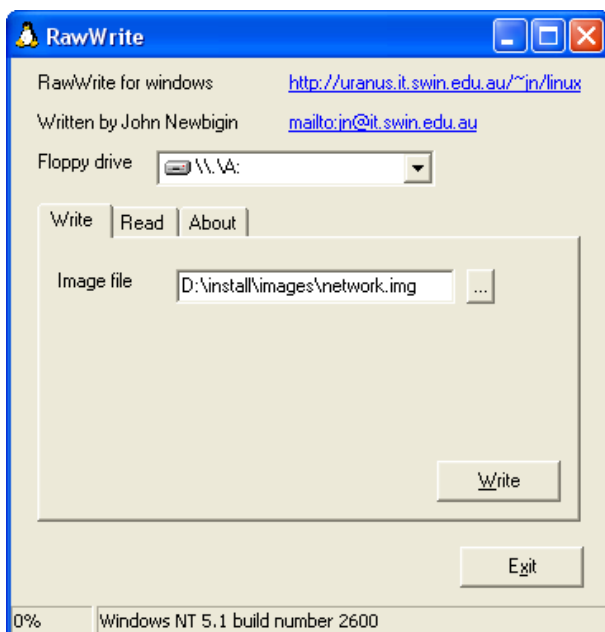 RawWrite
RawWrite for windows http://uranus.it.swin.edu.au/~jn/linux
Written by John Newbigin mailto:jn@it.swin.edu.au
Floppy drive \\.\A:
Write Read About
Image file D:\install\images\network.img ...
Write
Exit
0% Windows NT 5.1 build number 2600